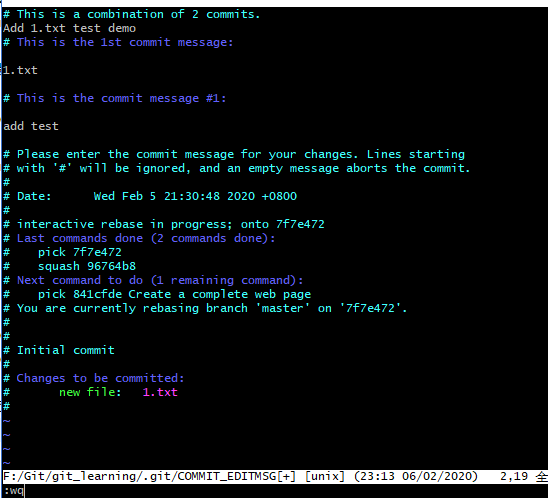 # This is a combination of 2 commits.
Add 1.txt test demo
# This is the 1st commit message:
1.txt
# This is the commit message #1:
add test
# Please enter the commit message for your changes. Lines starting
# with '#' will be ignored, and an empty message aborts the commit.
#
# Date:      Wed Feb 5 21:30:48 2020 +0800
#
# interactive rebase in progress; onto 7f7e472
# Last commands done (2 commands done):
#    pick 7f7e472
#    squash 96764b8
# Next command to do (1 remaining command):
#    pick 841cfde Create a complete web page
# You are currently rebasing branch 'master' on '7f7e472'.
#
#
# Initial commit
#
# Changes to be committed:
#       new file:   1.txt
#
~
~
~
~
F:/Git/git_learning/.git/COMMIT_EDITMSG[+] [unix] (23:13 06/02/2020)   2,19 全
:wq